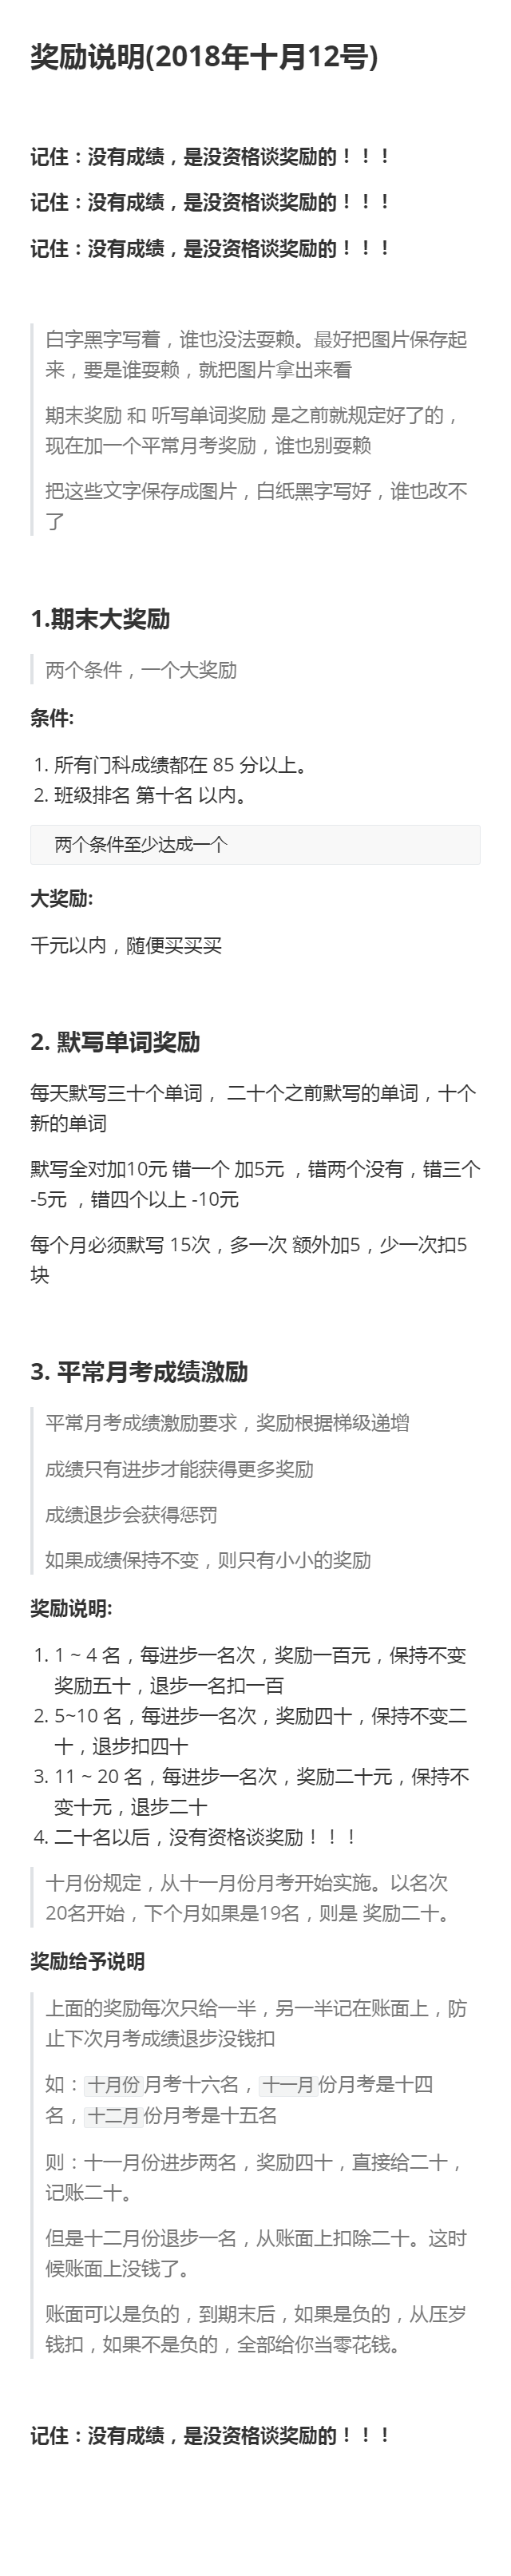 奖励说明(2018年十月12号)
记住：没有成绩，是没资格谈奖励的！！！
记住：没有成绩，是没资格谈奖励的！！！
记住：没有成绩，是没资格谈奖励的！！！
白字黑字写着，谁也没法耍赖。最好把图片保存起
来，要是谁耍赖，就把图片拿出来看
期末奖励 和 听写单词奖励 是之前就规定好了的，
现在加一个平常月考奖励，谁也别耍赖
把这些文字保存成图片，白纸黑字写好，谁也改不
了
1.期末大奖励
两个条件，一个大奖励
条件:
1. 所有门科成绩都在 85 分以上。
2. 班级排名 第十名 以内。
两个条件至少达成一个
大奖励:
千元以内，随便买买买
2. 默写单词奖励
每天默写三十个单词， 二十个之前默写的单词，十个
新的单词
默写全对加10元 错一个 加5元 ，错两个没有，错三个
-5元 ，错四个以上 -10元
每个月必须默写 15次，多一次 额外加5，少一次扣5
块
3. 平常月考成绩激励
平常月考成绩激励要求，奖励根据梯级递增
成绩只有进步才能获得更多奖励
成绩退步会获得惩罚
如果成绩保持不变，则只有小小的奖励
奖励说明:
1. 1 ~ 4 名，每进步一名次，奖励一百元，保持不变
奖励五十，退步一名扣一百
2. 5~10 名，每进步一名次，奖励四十，保持不变二
十，退步扣四十
3. 11 ~ 20 名，每进步一名次，奖励二十元，保持不
变十元，退步二十
4. 二十名以后，没有资格谈奖励！！！
十月份规定，从十一月份月考开始实施。以名次
20名开始，下个月如果是19名，则是 奖励二十。
奖励给予说明
上面的奖励每次只给一半，另一半记在账面上，防
止下次月考成绩退步没钱扣
如：十月份月考十六名，十一月份月考是十四
名，十二月份月考是十五名
则：十一月份进步两名，奖励四十，直接给二十，
记账二十。
但是十二月份退步一名，从账面上扣除二十。这时
候账面上没钱了。
账面可以是负的，到期末后，如果是负的，从压岁
钱扣，如果不是负的，全部给你当零花钱。
记住：没有成绩，是没资格谈奖励的！！！